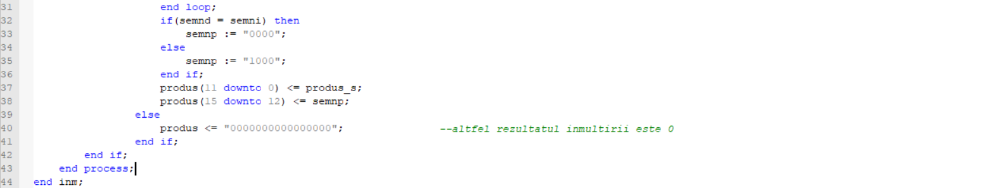 31 end loop;
32 if(semnd = semni) then
33 semnp := "0000";
34 else
35 semnp := "1000";
36 end if;
37 produs(11 downto 0) <= produs_s;
38 produs(15 downto 12) <= semnp;
39 else
40 produs <= "0000000000000000"; --altfel rezultatul inmultirii este 0
41 end if;
42 end if;
43 end process;
44 end inm;